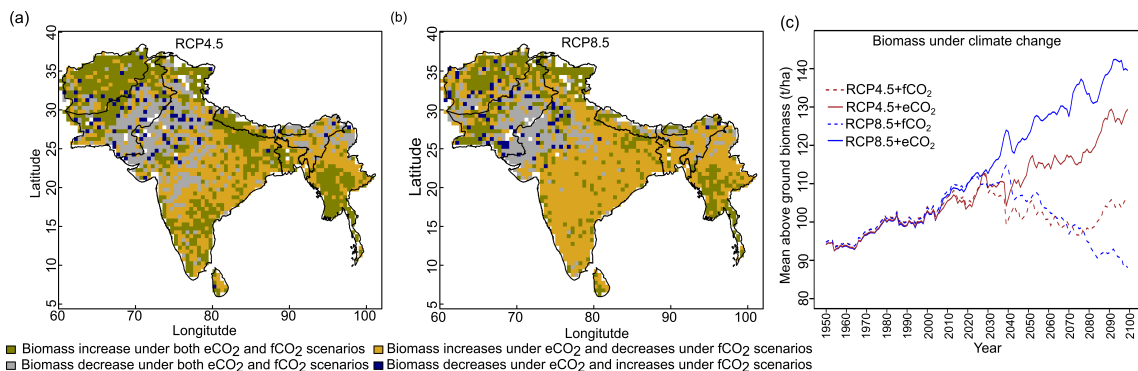 (a)
RCP4.5
Latitude
40
35
30
25
20
15
10
5
60 70 80 90 100
Longitutde
(b)
RCP8.5
Latitude
40
35
30
25
20
15
10
5
60 70 80 90 100
Longitutde
(c)
Biomass under climate change
RCP4.5+fCO2
RCP4.5+eCO2
RCP8.5+fCO2
RCP8.5+eCO2
Mean above ground biomass (t/ha)
140
130
120
110
100
90
80
1950 1960 1970 1980 1990 2000 2010 2020 2030 2040 2050 2060 2070 2080 2090 2100
Year
Biomass increase under both eCO2 and fCO2 scenarios
Biomass increases under eCO2 and decreases under fCO2 scenarios
Biomass decrease under both eCO2 and fCO2 scenarios
Biomass decreases under eCO2 and increases under fCO2 scenarios